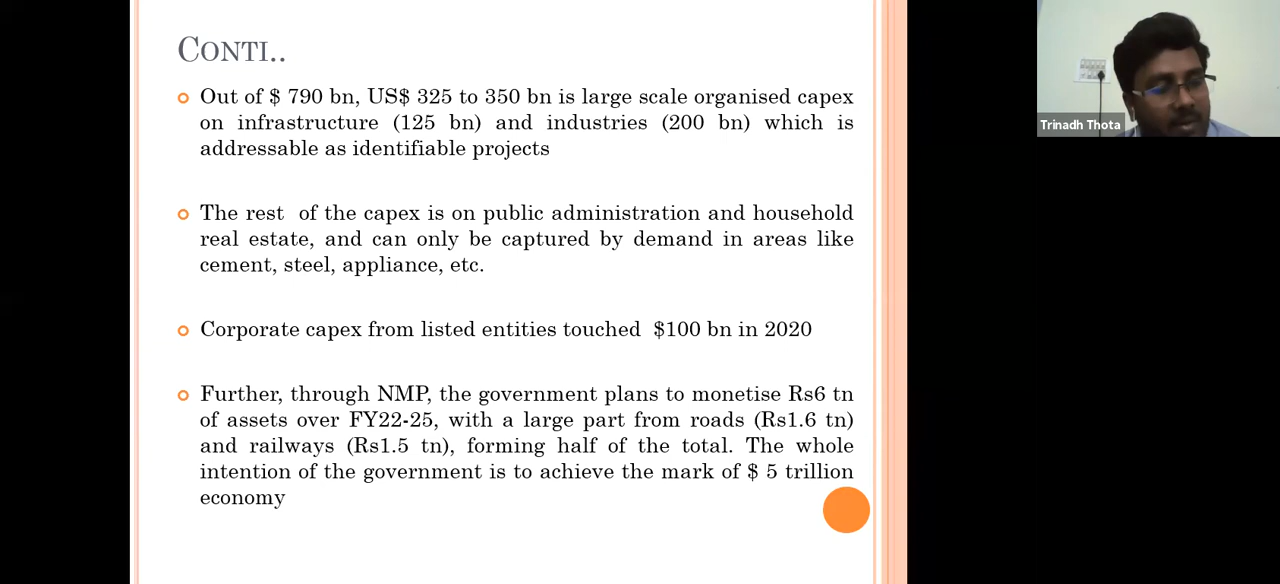 CONTI..
Out of $ 790 bn, US$ 325 to 350 bn is large scale organised capex
on infrastructure (125 bn) and industries (200 bn) which is
addressable as identifiable projects
The rest of the capex is on public administration and household
real estate, and can only be captured by demand in areas like
cement, steel, appliance, etc.
Corporate capex from listed entities touched $100 bn in 2020
Further, through NMP, the government plans to monetise Rs6 tn
of assets over FY22-25, with a large part from roads (Rs1.6 tn)
and railways (Rs1.5 tn), forming half of the total. The whole
intention of the government is to achieve the mark of $ 5 trillion
economy
Trinadh Thota